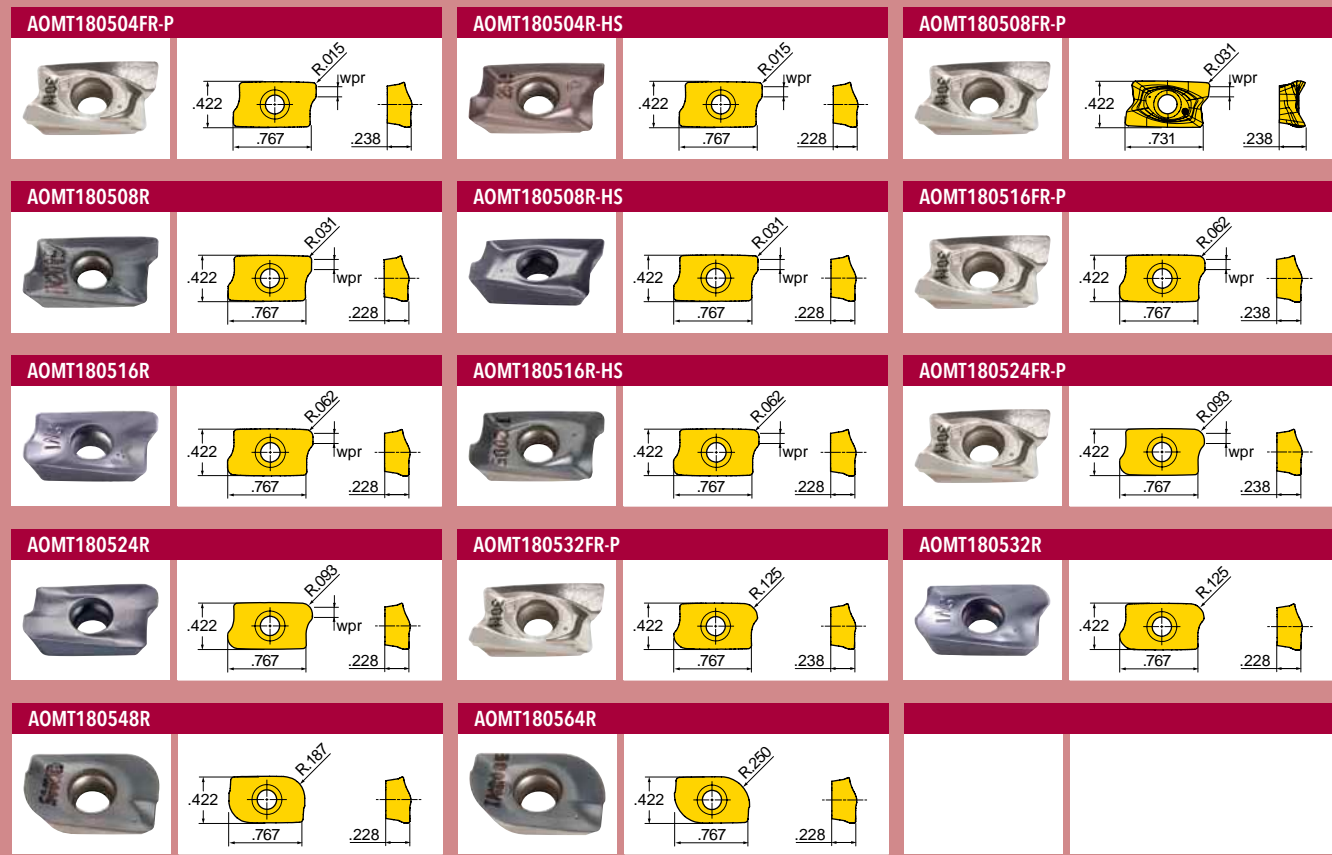 AOMT180504FR-P
R.015
wpr
.422
.767
.238
AOMT180504R-HS
R.015
wpr
.422
.767
.228
AOMT180508FR-P
R.031
wpr
.422
.731
.238
AOMT180508R
R.031
wpr
.422
.767
.228
AOMT180508R-HS
R.031
wpr
.422
.767
.228
AOMT180516FR-P
R.062
wpr
.422
.767
.238
AOMT180516R
R.062
wpr
.422
.767
.228
AOMT180516R-HS
R.062
wpr
.422
.767
.228
AOMT180524FR-P
R.093
wpr
.422
.767
.238
AOMT180524R
R.093
wpr
.422
.767
.228
AOMT180532FR-P
R.125
.422
.767
.238
AOMT180532R
R.125
.422
.767
.228
AOMT180548R
R.187
.422
.767
.228
AOMT180564R
R.250
.422
.767
.228